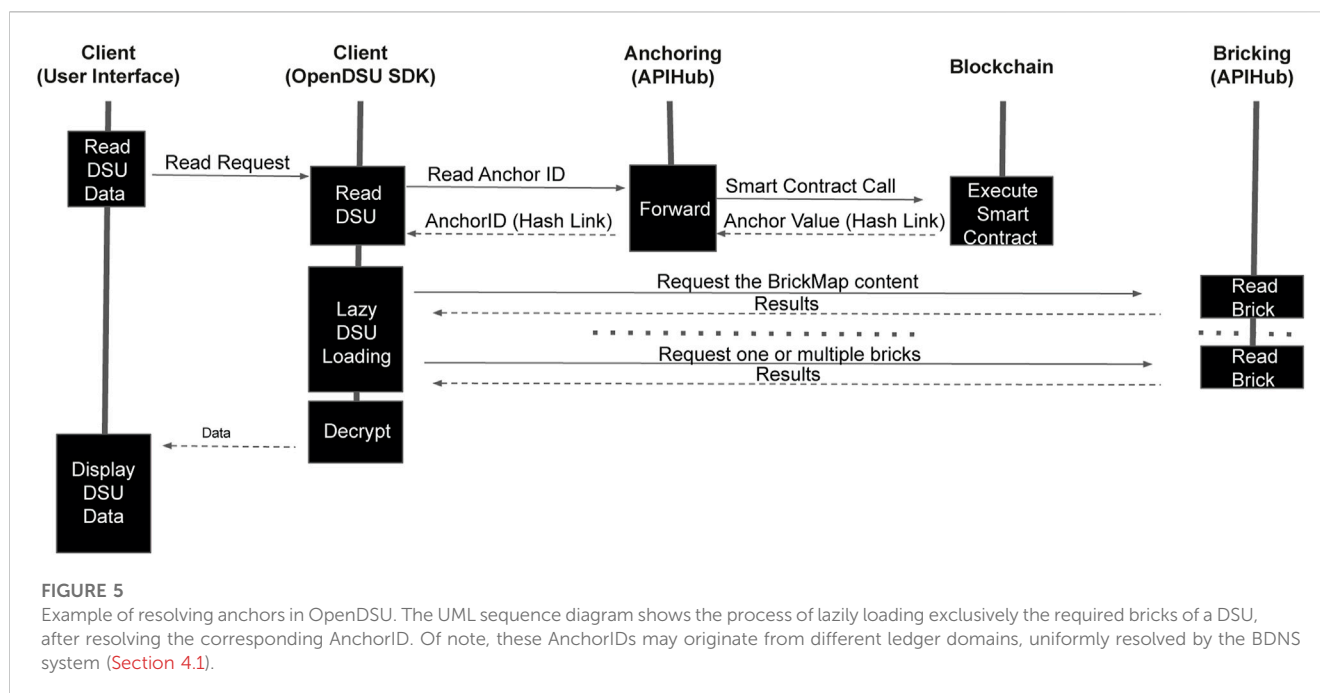 Client
(User Interface)
Client
(OpenDSU SDK)
Anchoring
(APIHub)
Blockchain
Bricking
(APIHub)
Read
DSU
Data
Read Request
Read
DSU
Read Anchor ID
AnchorID (Hash Link)
Forward
Smart Contract Call
Anchor Value (Hash Link)
Execute
Smart
Contract
Lazy
DSU
Loading
Request the BrickMap content
Results
Read
Brick
Request one or multiple bricks
Results
Read
Brick
Decrypt
Data
Display
DSU
Data
FIGURE 5
Example of resolving anchors in OpenDSU. The UML sequence diagram shows the process of lazily loading exclusively the required bricks of a DSU,
after resolving the corresponding AnchorID. Of note, these AnchorIDs may originate from different ledger domains, uniformly resolved by the BDNS
system (Section 4.1).